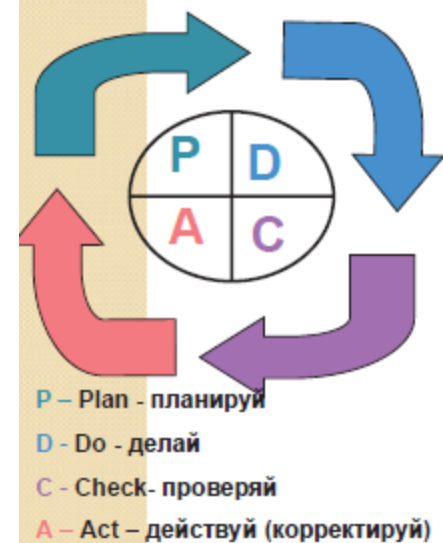 P D
A C
P – Plan - планируй
D - Do - делай
C - Check- проверяй
A – Act – действуй (корректируй)